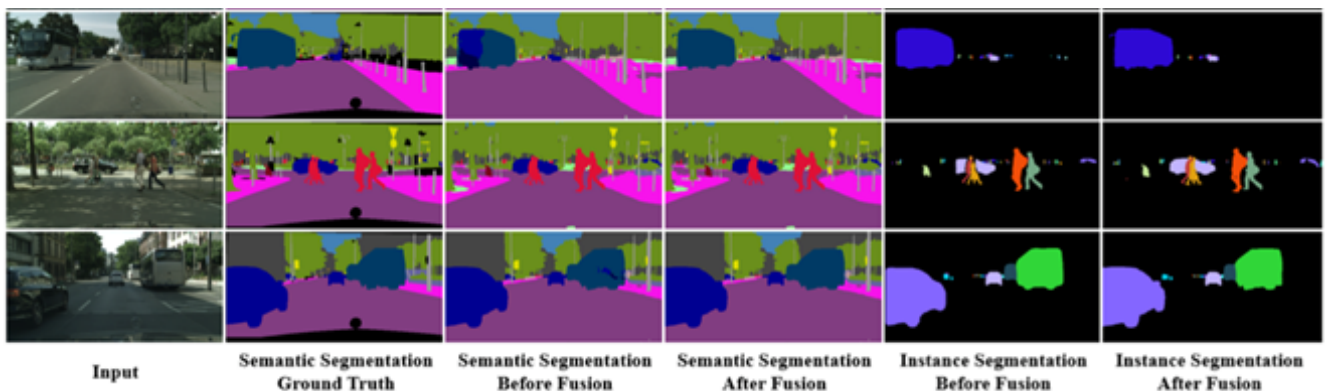 Input
Semantic Segmentation
Ground Truth
Semantic Segmentation
Before Fusion
Semantic Segmentation
After Fusion
Instance Segmentation
Before Fusion
Instance Segmentation
After Fusion